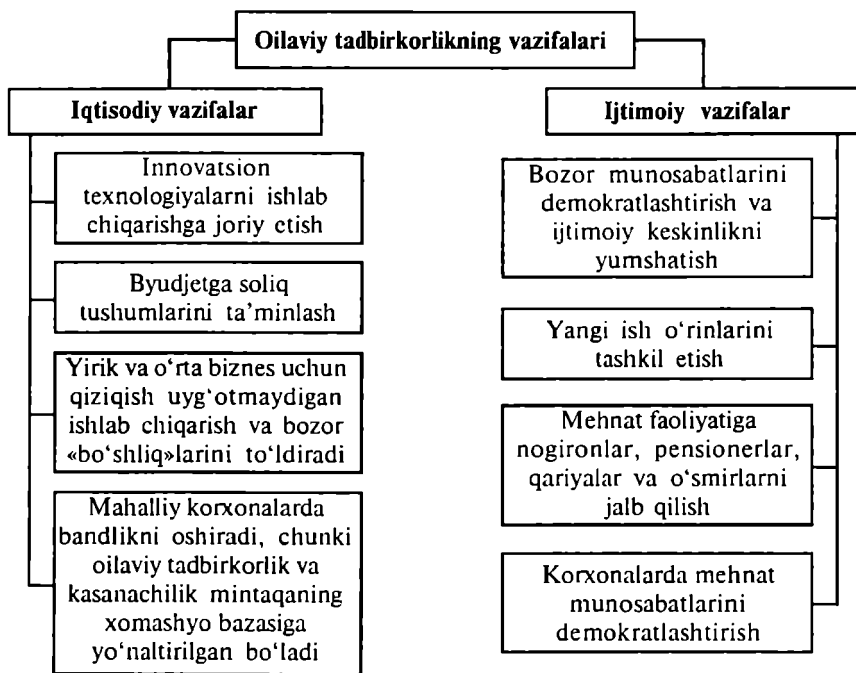 Oilaviy tadbirkorlikning vazifalari
Iqtisodiy vazifalar
Innovatsion
texnologiyalarni ishlab
chiqarishga joriy etish
Byudjetga soliq
tushumlarini ta’minlash
Yirik va o‘rta biznes uchun
qiziqish uyg‘otmaydigan
ishlab chiqarish va bozor
«bo‘shliq»larini to‘ldiradi
Mahalliy korxonalarda
bandlikni oshiradi, chunki
oilaviy tadbirkorlik va
kasanachilik mintaqaning
xomashyo bazasiga
yo‘naltirilgan bo‘ladi
Ijtimoiy vazifalar
Bozor munosabatlarini
demokratlashtirish va
ijtimoiy keskinlikni
yumshatish
Yangi ish o‘rinlarini
tashkil etish
Mehnat faoliyatiga
nogironlar, pensionerlar,
qariyalar va o‘smirlarni
jalb qilish
Korxonalarda mehnat
munosabatlarini
demokratlashtirish